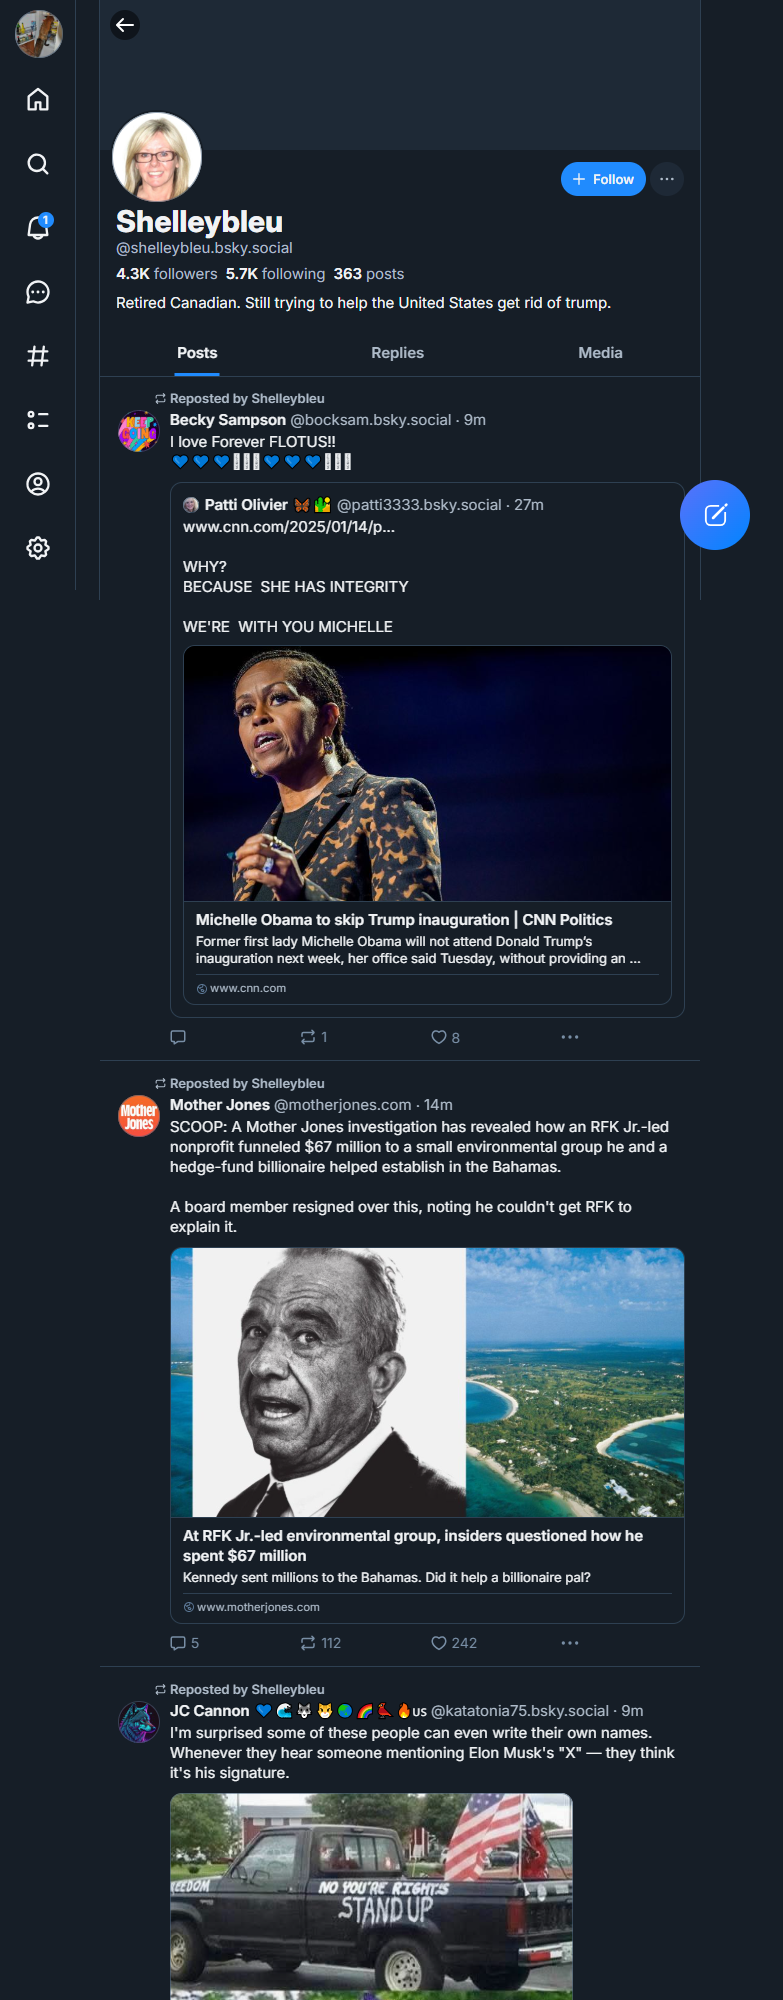 1
+ Follow
Shelleybleu
@shelleybleu.bsky.social
4.3K followers 5.7K following 363 posts
Retired Canadian. Still trying to help the United States get rid of trump.
Posts Replies Media
Reposted by Shelleybleu
KEEP
GOING
Becky Sampson @bocksam.bsky.social · 9m
I love Forever FLOTUS!!
💙💙💙💙💙💙
Patti Olivier 🦋🌵 @patti3333.bsky.social · 27m
www.cnn.com/2025/01/14/p...
WHY?
BECAUSE SHE HAS INTEGRITY
WE'RE WITH YOU MICHELLE
Michelle Obama to skip Trump inauguration | CNN Politics
Former first lady Michelle Obama will not attend Donald Trump's
inauguration next week, her office said Tuesday, without providing an ...
www.cnn.com
1 8
Reposted by Shelleybleu
Mother
Jones
Mother Jones @motherjones.com · 14m
SCOOP: A Mother Jones investigation has revealed how an RFK Jr.-led
nonprofit funneled $67 million to a small environmental group he and a
hedge-fund billionaire helped establish in the Bahamas.
A board member resigned over this, noting he couldn't get RFK to
explain it.
At RFK Jr.-led environmental group, insiders questioned how he
spent $67 million
Kennedy sent millions to the Bahamas. Did it help a billionaire pal?
www.motherjones.com
5 112 242
Reposted by Shelleybleu
JC Cannon 💙🌊🐺🐱🌎🌈🐦🔥US @katatonia75.bsky.social · 9m
I'm surprised some of these people can even write their own names.
Whenever they hear someone mentioning Elon Musk's "X" — they think
it's his signature.
REEDOM
NO YOU'RE RIGHTS
STAND UP